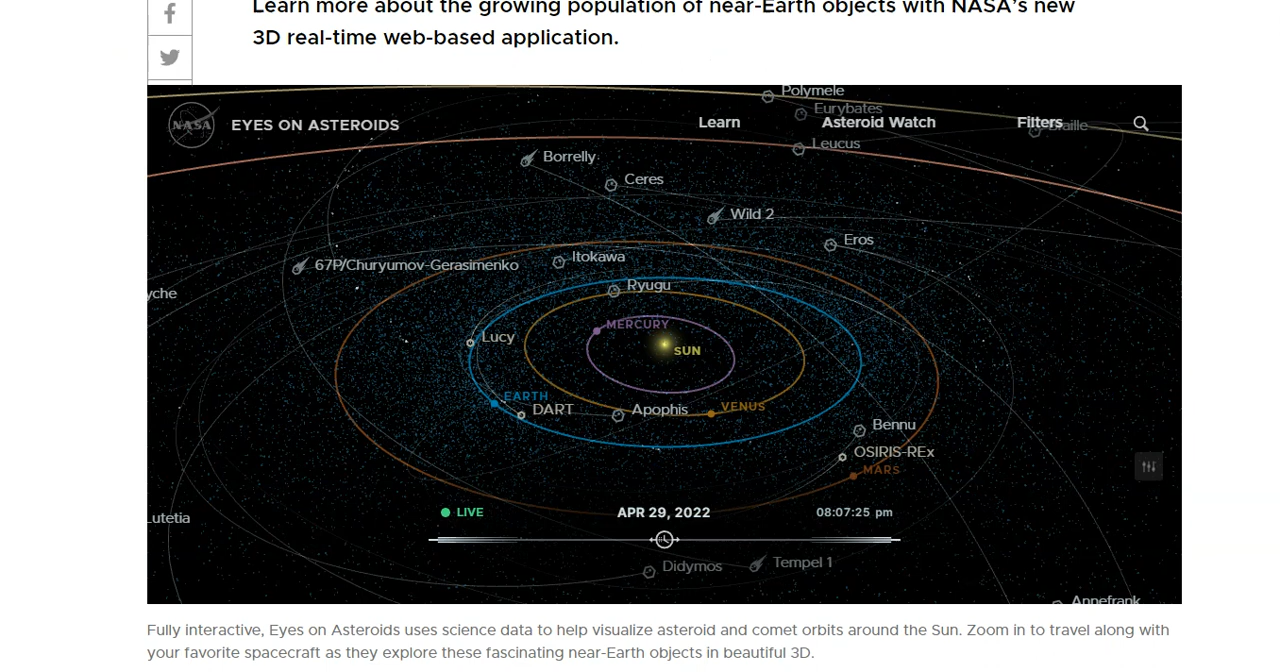 Learn more about the growing population of near-Earth objects with NASA's new
3D real-time web-based application.
NASA
EYES ON ASTEROIDS
Learn
Asteroid Watch
Filters
Polymele
Eurybates
Braille
Leucus
Borrelly
Ceres
Wild 2
Eros
67P/Churyumov-Gerasimenko
Itokawa
Ryugu
yche
MERCURY
Lucy
SUN
EARTH
DART
Apophis
VENUS
Bennu
OSIRIS-REx
MARS
LIVE
APR 29, 2022
08:07:25 pm
Lutetia
Didymos
Tempel 1
Annefrank
Fully interactive, Eyes on Asteroids uses science data to help visualize asteroid and comet orbits around the Sun. Zoom in to travel along with
your favorite spacecraft as they explore these fascinating near-Earth objects in beautiful 3D.